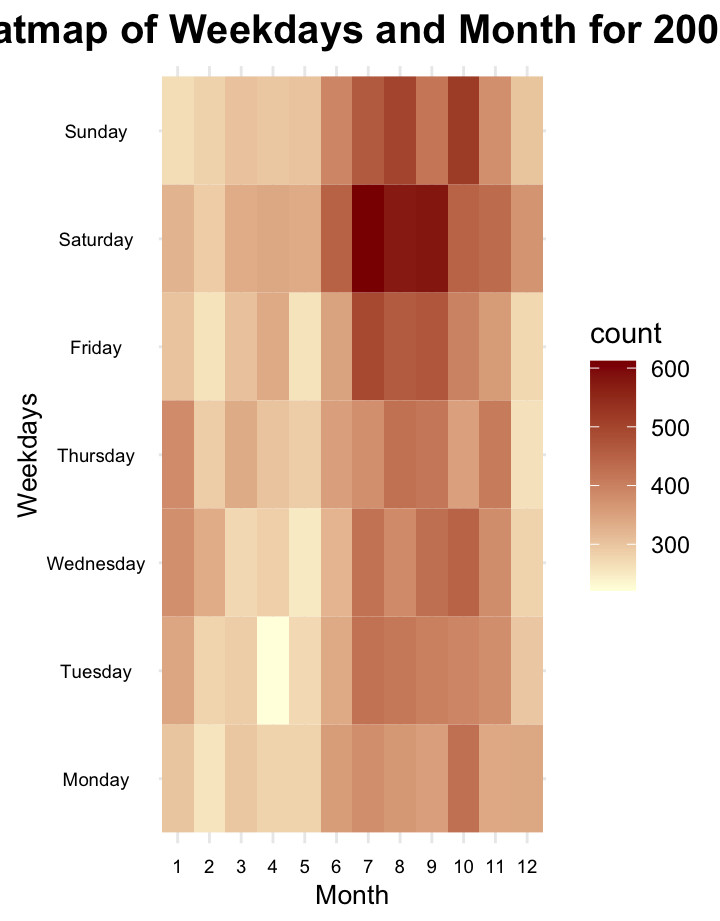 atmap of Weekdays and Month for 200
Sunday
Saturday
Friday
Thursday
Wednesday
Tuesday
Monday
Weekdays
1 2 3 4 5 6 7 8 9 10 11 12
Month
count
600
500
400
300